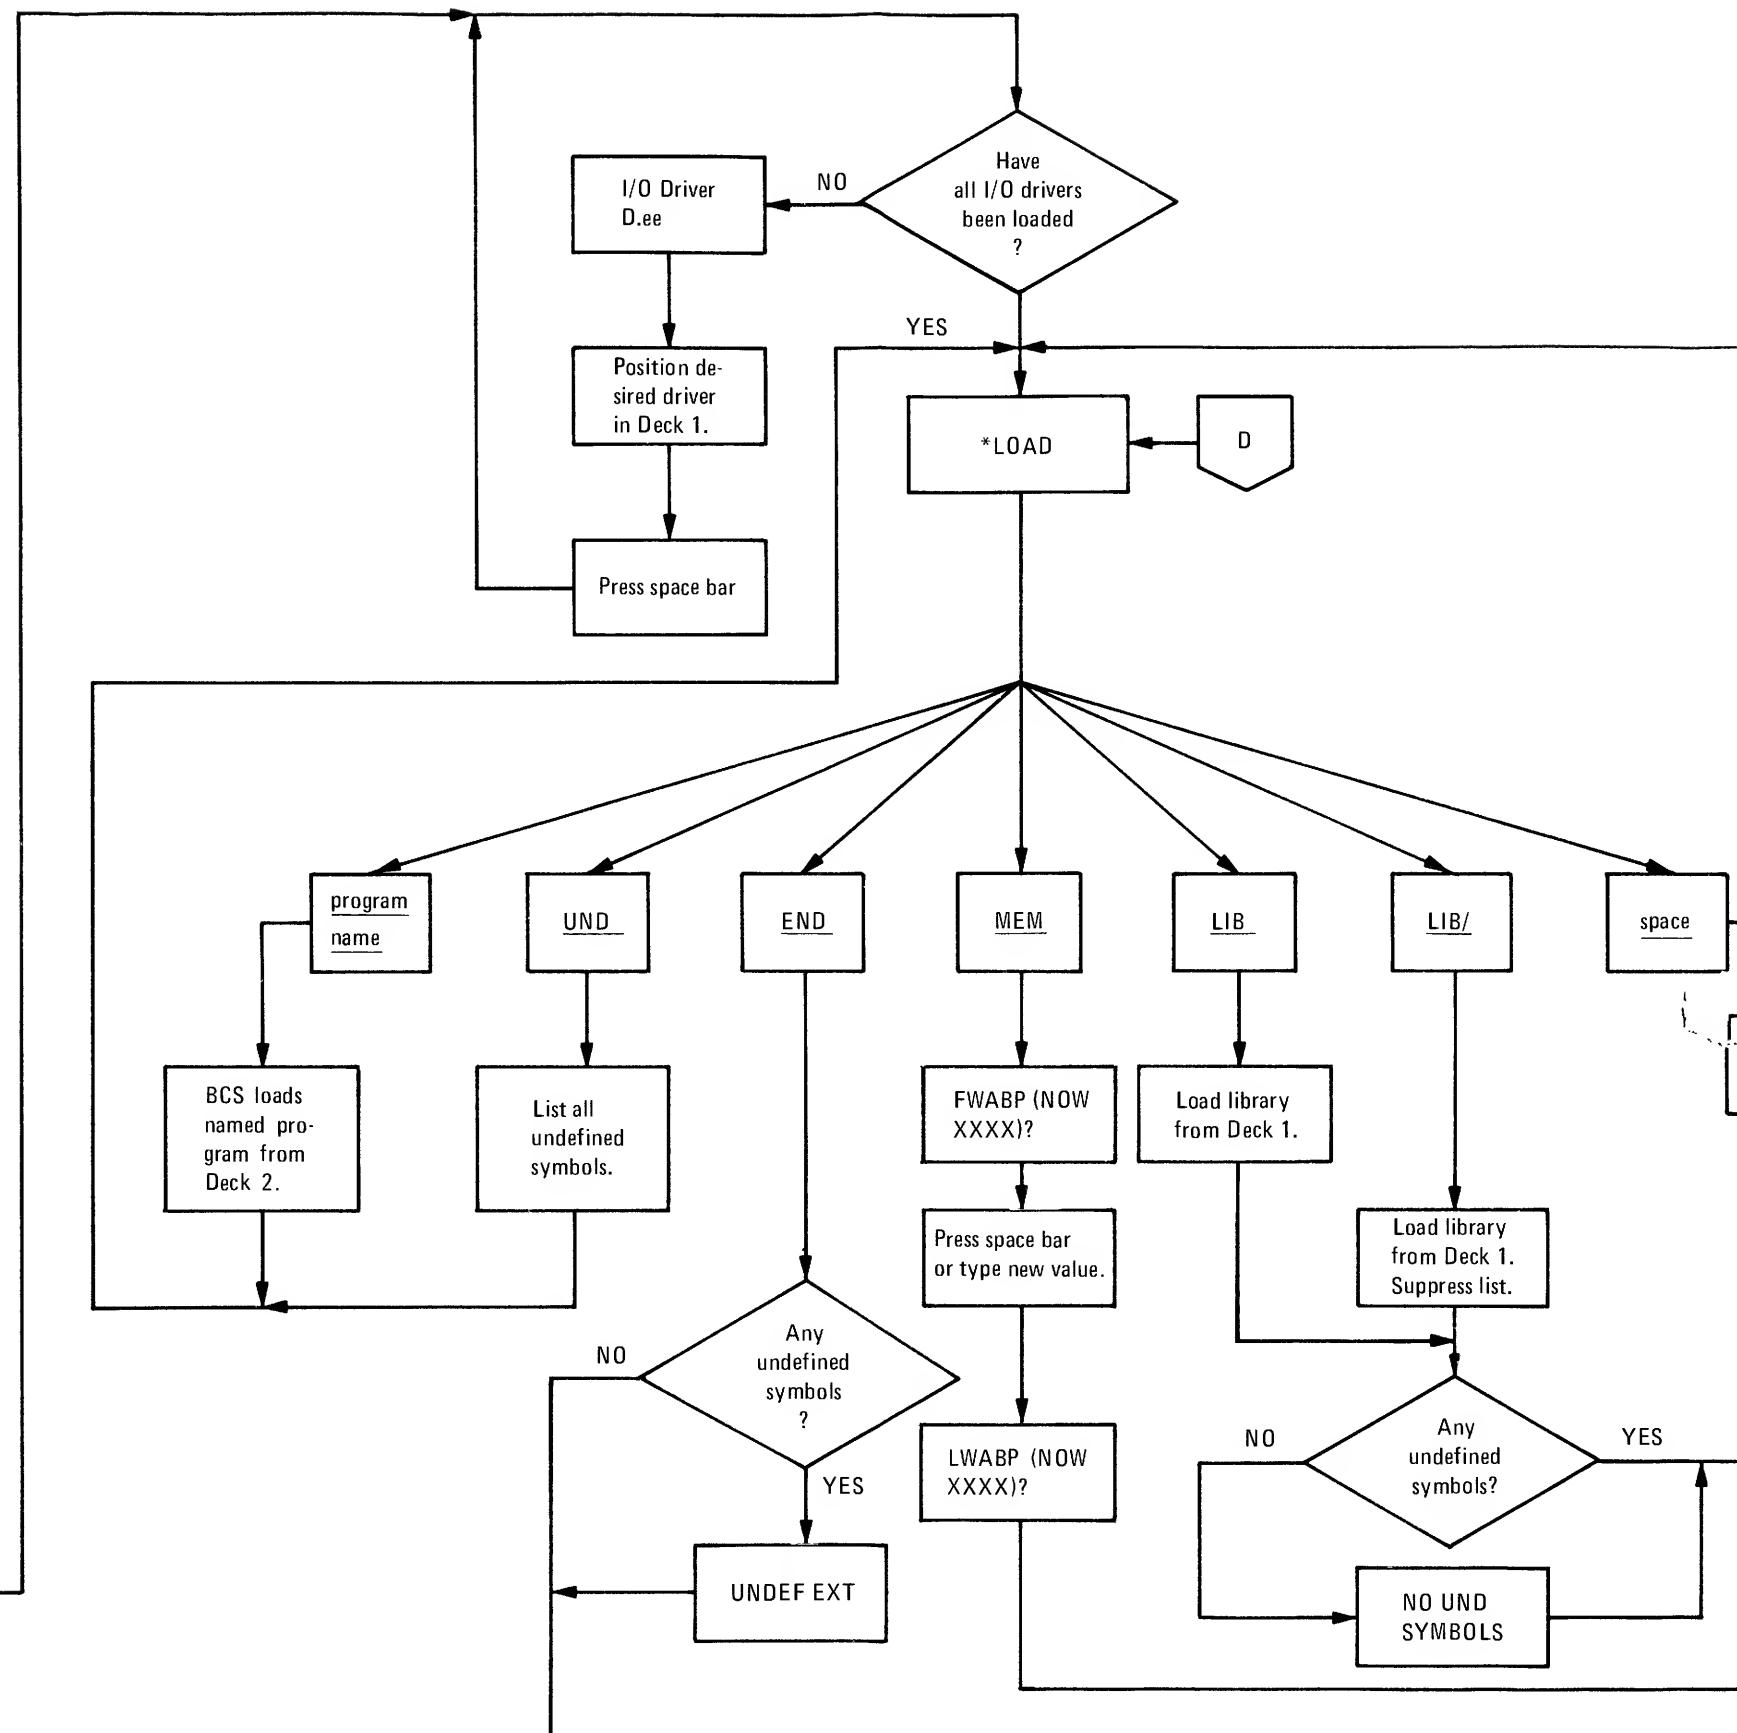 Have
all I/O drivers
been loaded
?
NO
I/O Driver
D.ee
YES
Position de-
sired driver
in Deck 1.
*LOAD
D
Press space bar
program
name
UND
END
MEM
LIB
LIB/
space
BCS loads
named pro-
gram from
Deck 2.
List all
undefined
symbols.
FWABP (NOW
XXXX)?
Load library
from Deck 1.
Press space bar
or type new value.
Load library
from Deck 1.
Suppress list.
Any
undefined
symbols
?
NO
YES
LWABP (NOW
XXXX)?
Any
undefined
symbols?
NO
YES
UNDEF EXT
NO UND
SYMBOLS